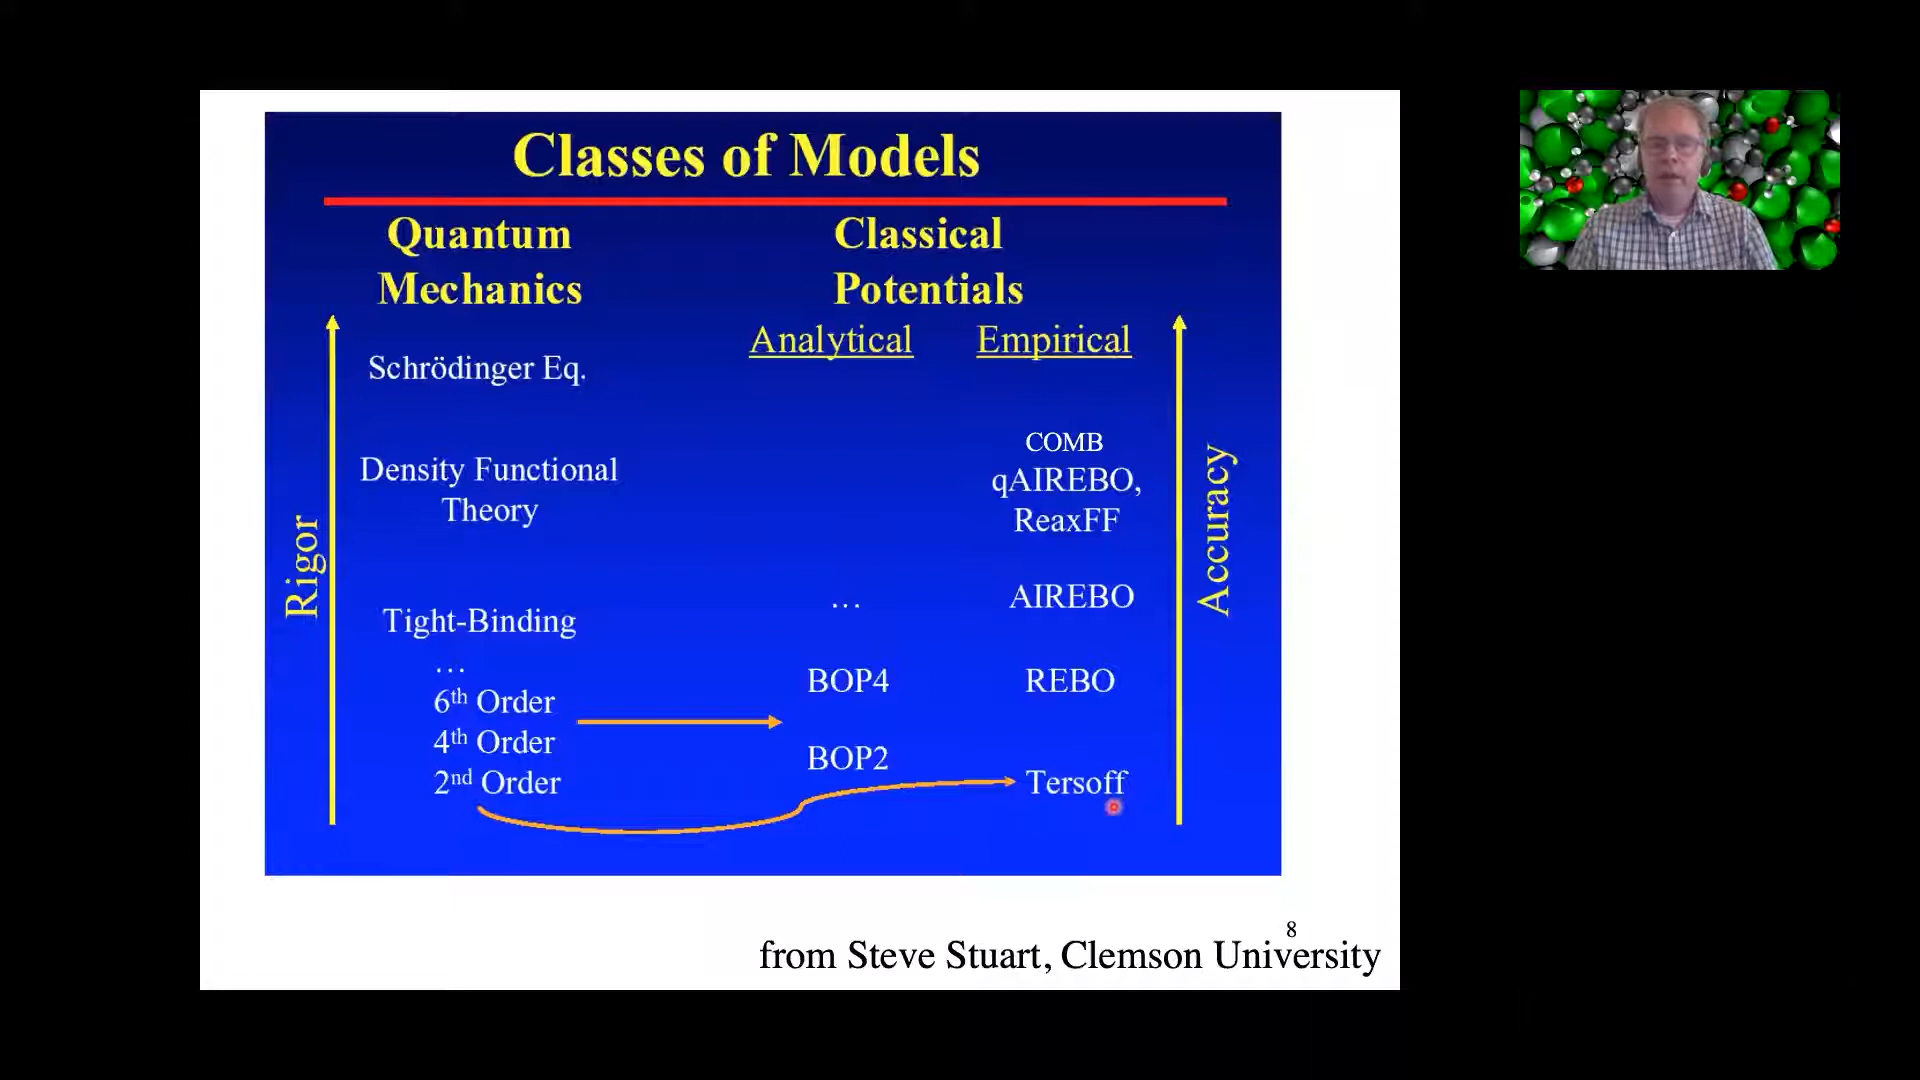 Classes of Models
Quantum
Mechanics
Classical
Potentials
Analytical
Empirical
Rigor
Schrödinger Eq.
Density Functional
Theory
Tight-Binding
…
6th Order
4th Order
2nd Order
…
BOP4
BOP2
COMB
qAIREBO,
ReaxFF
AIREBO
REBO
Tersoff
Accuracy
8
from Steve Stuart, Clemson University